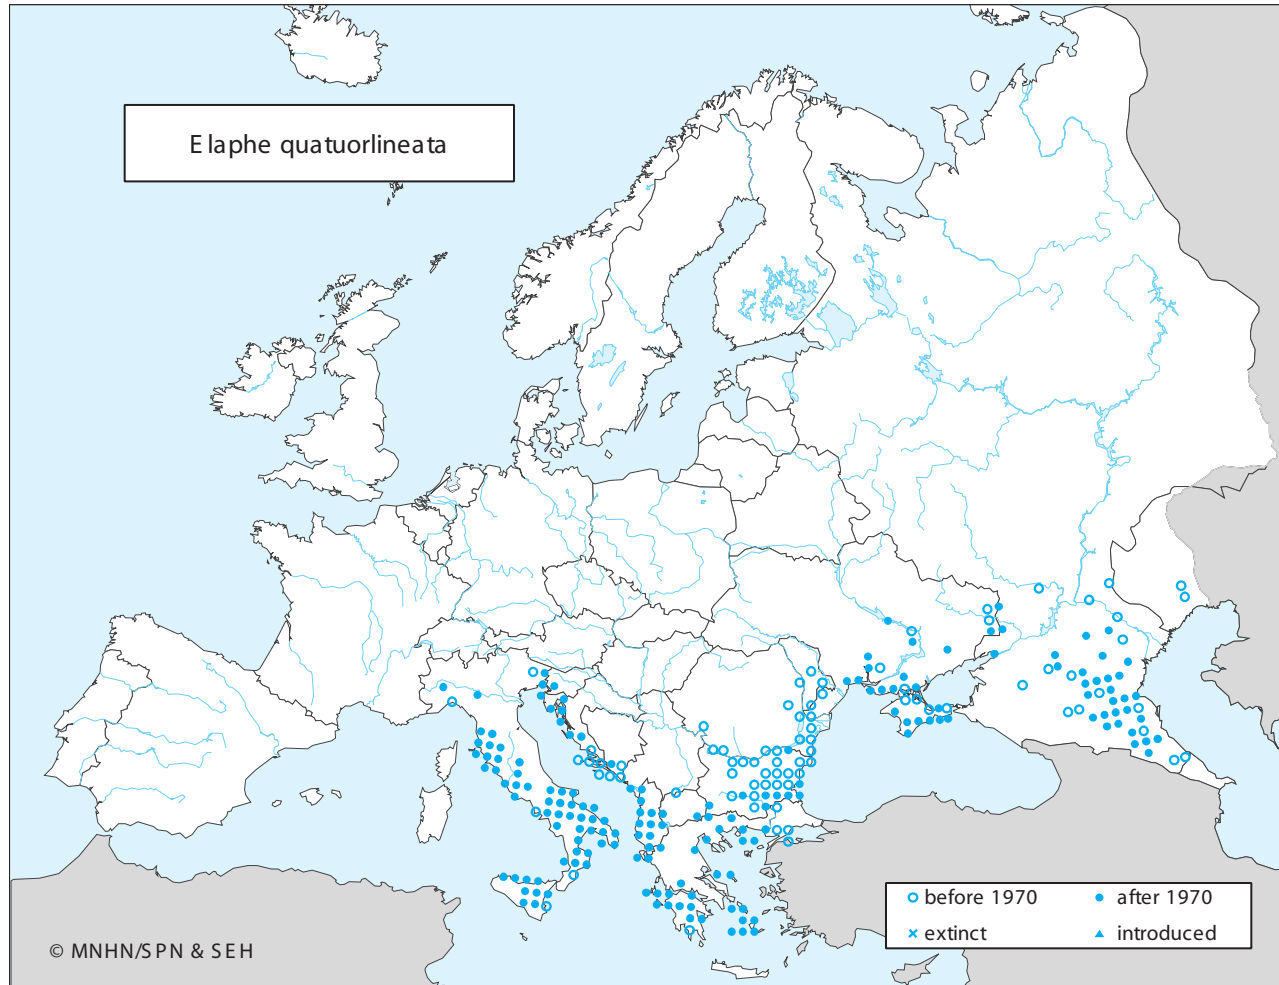 Elaphe quatuorlineata
before 1970
after 1970
extinct
introduced
© MNHN/SPN & SEH